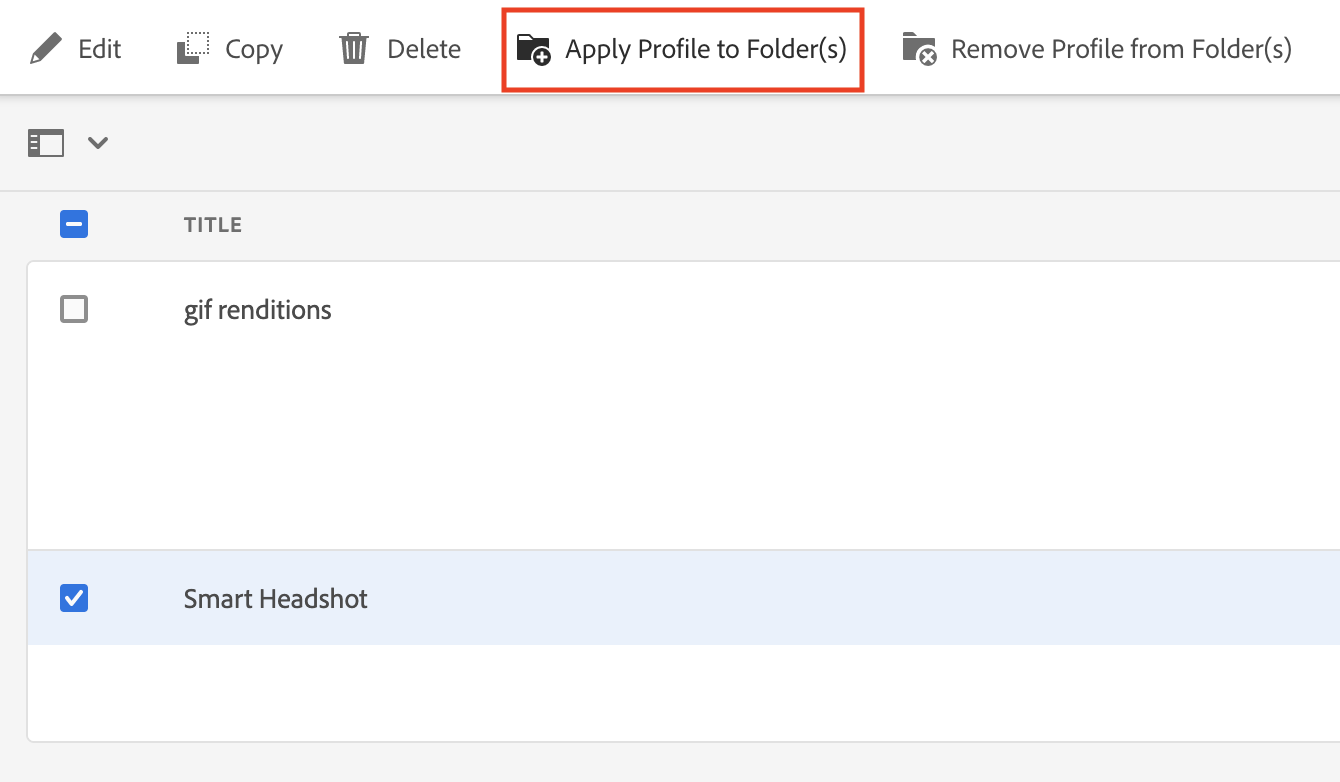 Edit Copy Delete Apply Profile to Folder(s) Remove Profile from Folder(s)
TITLE
gif renditions
Smart Headshot